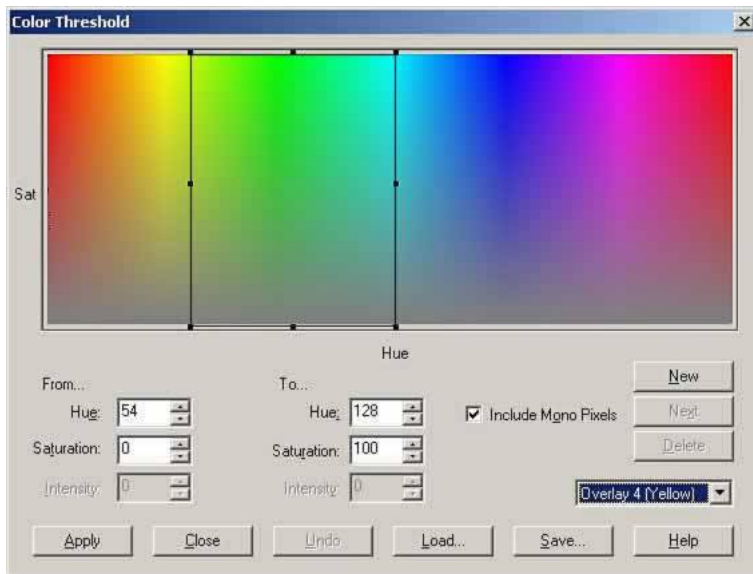 Color Threshold
Sat
Hue
From...
To...
New
Hue: 54
Hue: 128
Include Mono Pixels
Next
Saturation: 0
Saturation: 100
Delete
Intensity: 0
Intensity: 0
Overlay 4 (Yellow)
Apply
Close
Undo
Load...
Save...
Help